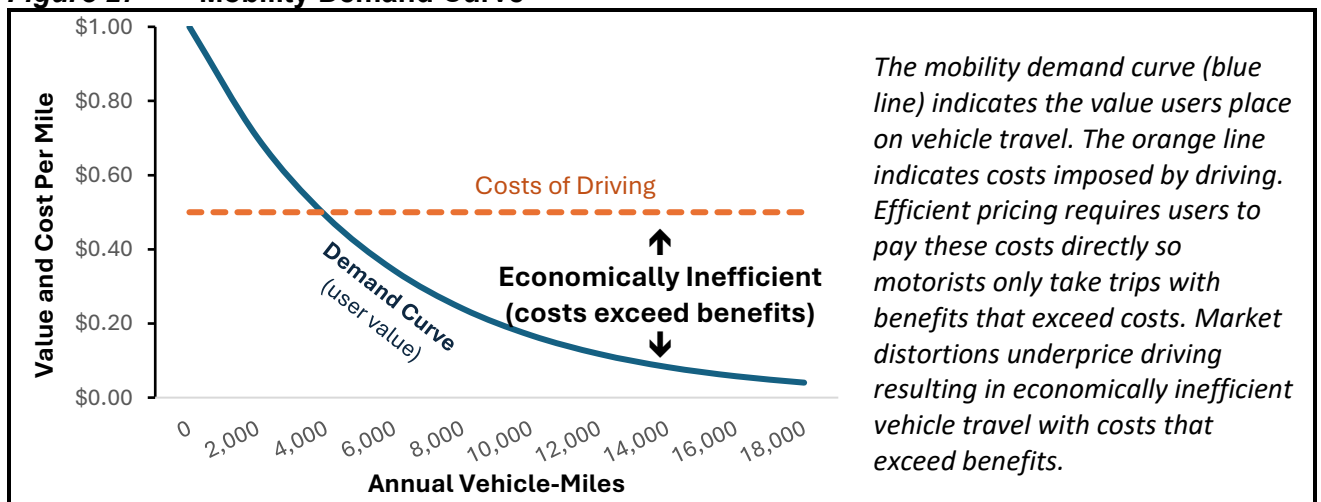 $1.00
$0.80
$0.60
$0.40
$0.20
$0.00
Value and Cost Per Mile
Costs of Driving
Demand Curve
(user value)
Economically Inefficient
(costs exceed benefits)
0
2,000
4,000
6,000
8,000
10,000
12,000
14,000
16,000
18,000
Annual Vehicle-Miles
The mobility demand curve (blue
line) indicates the value users place
on vehicle travel. The orange line
indicates costs imposed by driving.
Efficient pricing requires users to
pay these costs directly so
motorists only take trips with
benefits that exceed costs. Market
distortions underprice driving
resulting in economically inefficient
vehicle travel with costs that
exceed benefits.